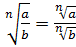 ⁿ√(a/b) = ⁿ√a / ⁿ√b